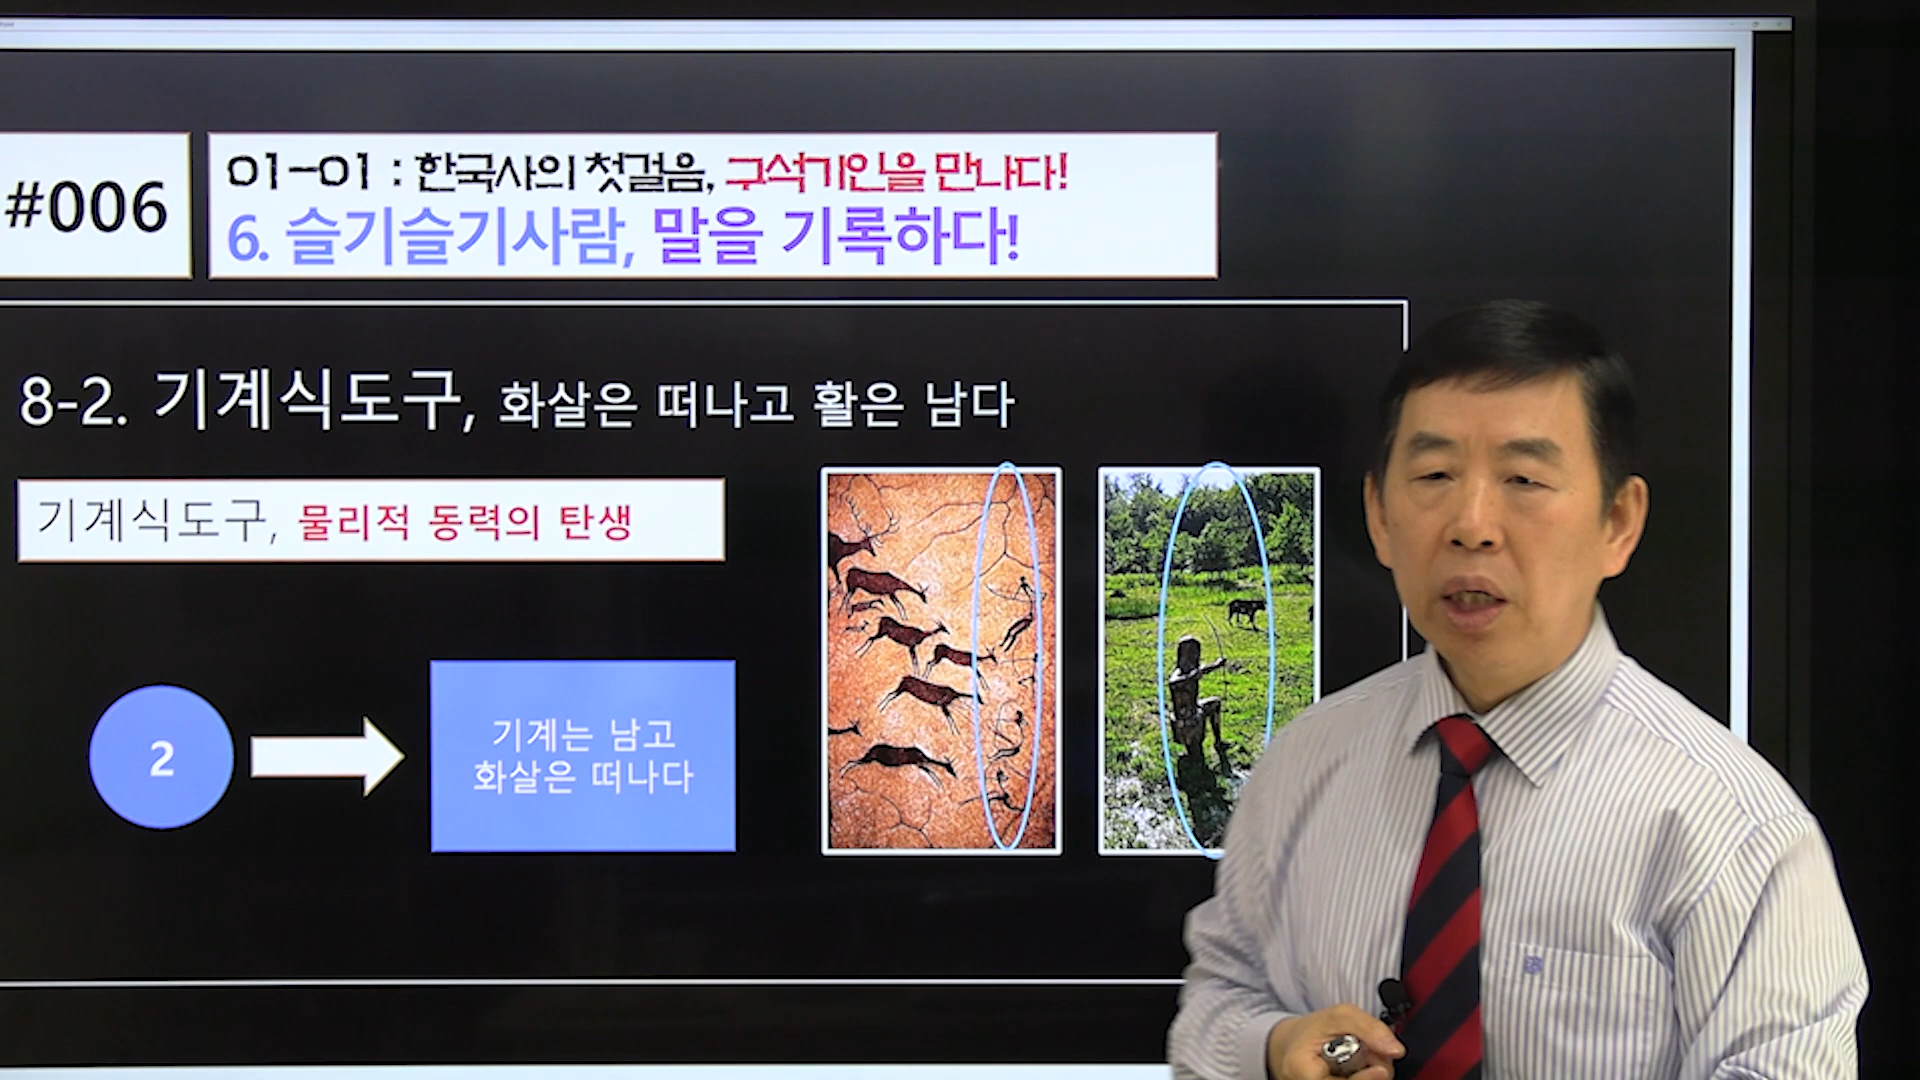 #006
01-01 : 한국사의 첫걸음, 구석기인을 만나다!
6. 슬기슬기사람, 말을 기록하다!
8-2. 기계식도구, 화살은 떠나고 활은 남다
기계식도구, 물리적 동력의 탄생
2
기계는 남고
화살은 떠나다